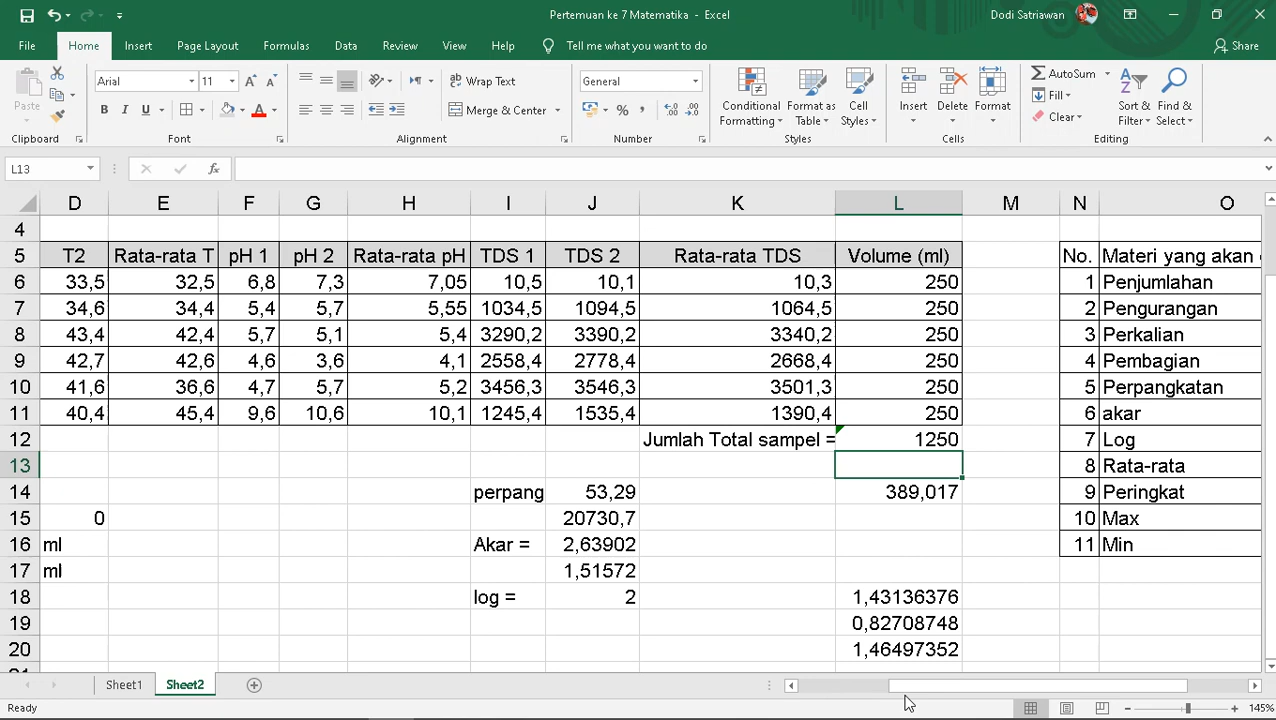 Pertemuan ke 7 Matematika - Excel
Dodi Satriawan
File Home Insert Page Layout Formulas Data Review View Help Tell me what you want to do Share
Paste
Arial 11
B I U A
Wrap Text
Merge & Center
General
Conditional Formatting
Format as Table
Cell Styles
Insert Delete Format
AutoSum
Fill
Clear
Sort & Filter
Find & Select
Clipboard Font Alignment Number Styles Cells Editing
L13 fx
D E F G H I J K L M N O
4
5 T2 Rata-rata T pH 1 pH 2 Rata-rata pH TDS 1 TDS 2 Rata-rata TDS Volume (ml) No. Materi yang akan
6 33,5 32,5 6,8 7,3 7,05 10,5 10,1 10,3 250 1 Penjumlahan
7 34,6 34,4 5,4 5,7 5,55 1034,5 1094,5 1064,5 250 2 Pengurangan
8 43,4 42,4 5,7 5,1 5,4 3290,2 3390,2 3340,2 250 3 Perkalian
9 42,7 42,6 4,6 3,6 4,1 2558,4 2778,4 2668,4 250 4 Pembagian
10 41,6 36,6 4,7 5,7 5,2 3456,3 3546,3 3501,3 250 5 Perpangkatan
11 40,4 45,4 9,6 10,6 10,1 1245,4 1535,4 1390,4 250 6 akar
12 Jumlah Total sampel = 1250 7 Log
13 8 Rata-rata
14 perpang 53,29 389,017 9 Peringkat
15 0 20730,7 10 Max
16 ml Akar = 2,63902 11 Min
17 ml 1,51572
18 log = 2 1,43136376
19 0,82708748
20 1,46497352
Sheet1 Sheet2
Ready 145%